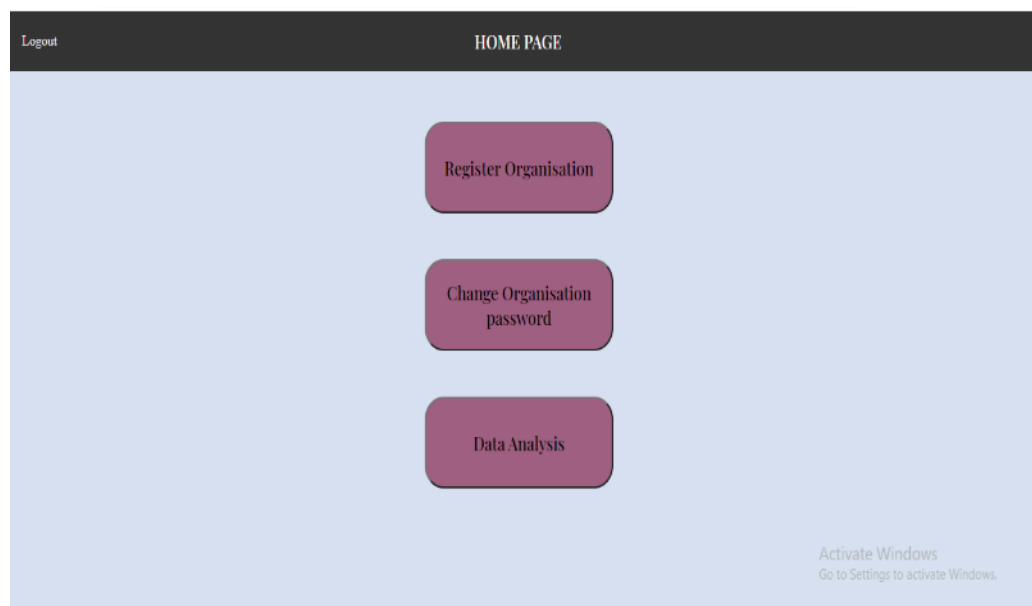 Logout
HOME PAGE
Register Organisation
Change Organisation
password
Data Analysis
Activate Windows
Go to Settings to activate Windows.